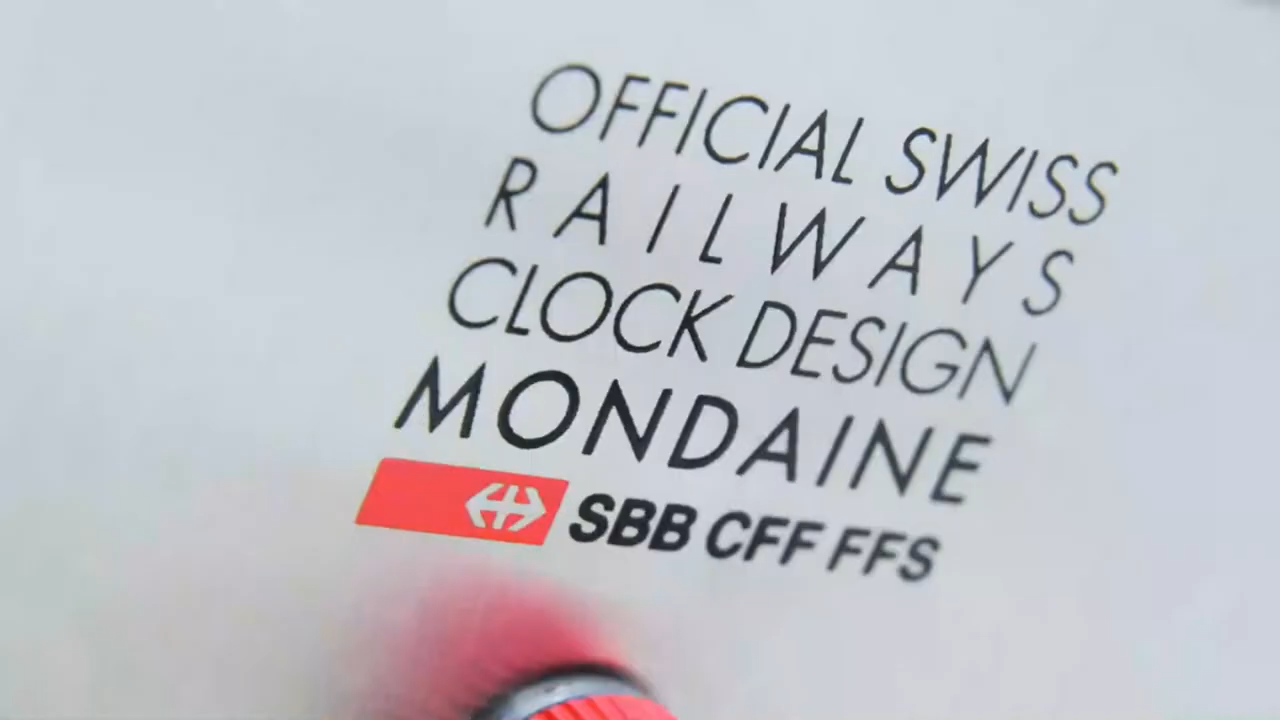 OFFICIAL SWISS
RAILWAYS
CLOCK DESIGN
MONDAINE
SBB CFF FFS